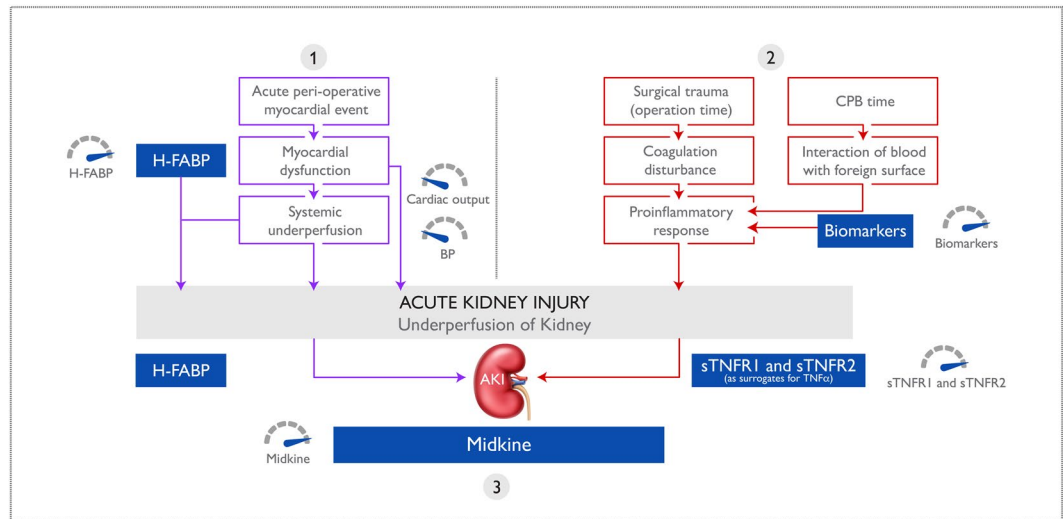 1
2
Acute peri-operative
myocardial event
Surgical trauma
(operation time)
CPB time
H-FABP
H-FABP
Myocardial
dysfunction
Coagulation
disturbance
Interaction of blood
with foreign surface
Cardiac output
Systemic
underperfusion
BP
Proinflammatory
response
Biomarkers
Biomarkers
ACUTE KIDNEY INJURY
Underperfusion of Kidney
H-FABP
AKI
sTNFR1 and sTNFR2
(as surrogates for TNFα)
sTNFR1 and sTNFR2
Midkine
Midkine
3